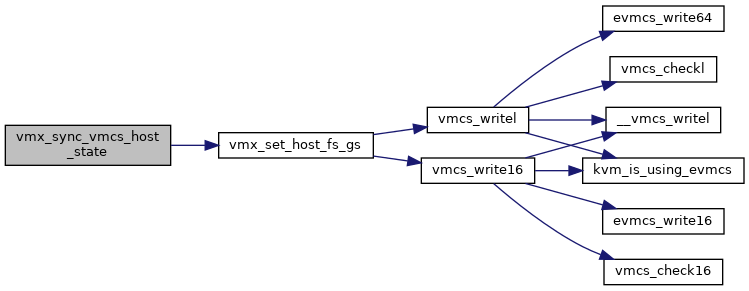 vmx_sync_vmcs_host
_state
vmx_set_host_fs_gs
vmcs_writel
vmcs_write16
evmcs_write64
vmcs_checkl
__vmcs_writel
kvm_is_using_evmcs
evmcs_write16
vmcs_check16